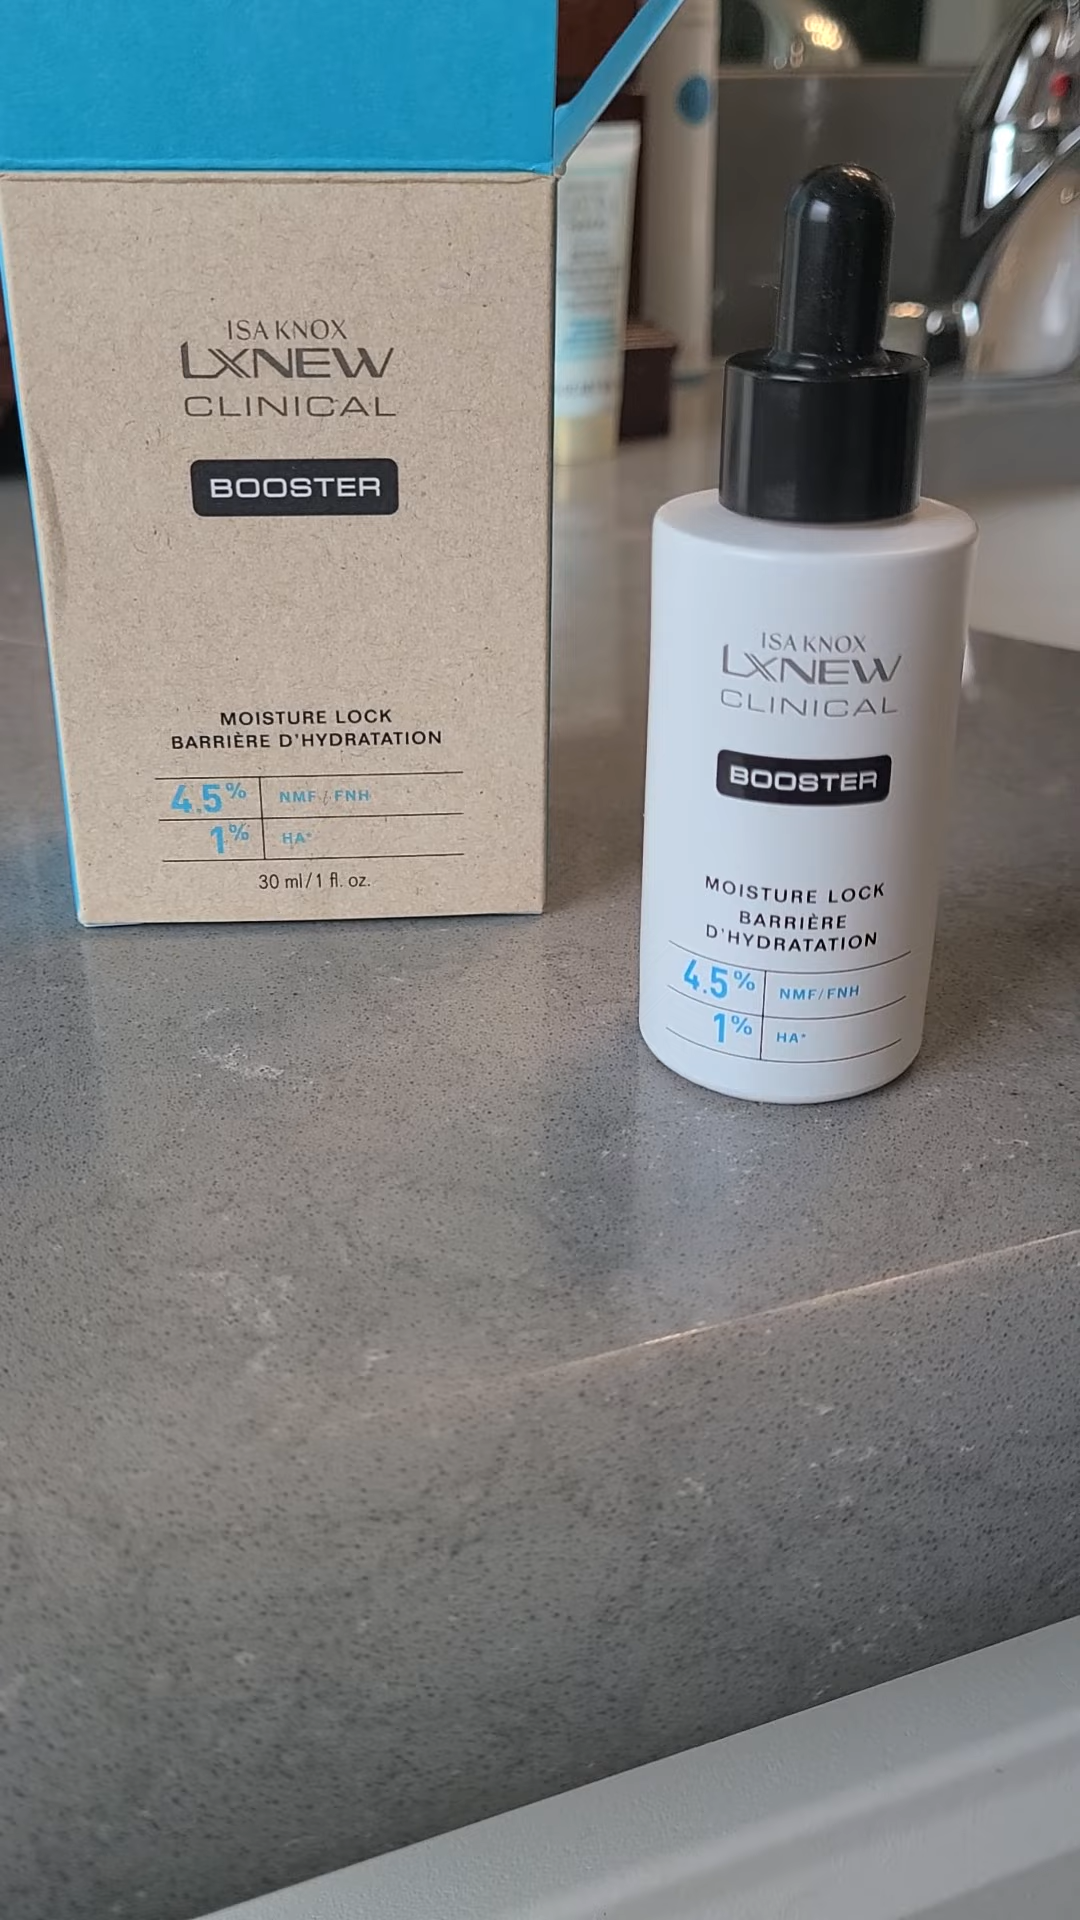 ISA KNOX
LXNEW
CLINICAL
BOOSTER
MOISTURE LOCK
BARRIÈRE D'HYDRATATION
4.5% NMF/FNH
1% HA*
30 ml/1 fl. oz.
ISA KNOX
LXNEW
CLINICAL
BOOSTER
MOISTURE LOCK
BARRIÈRE
D'HYDRATATION
4.5% NMF/FNH
1% HA*